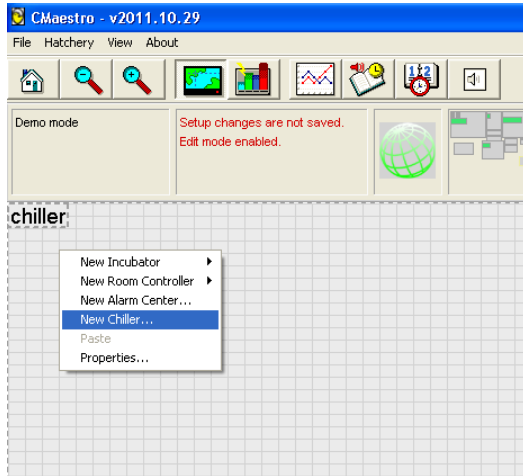 CMaestro - v2011.10.29
File Hatchery View About
Demo mode
Setup changes are not saved.
Edit mode enabled.
chiller
New Incubator
New Room Controller
New Alarm Center...
New Chiller...
Paste
Properties...